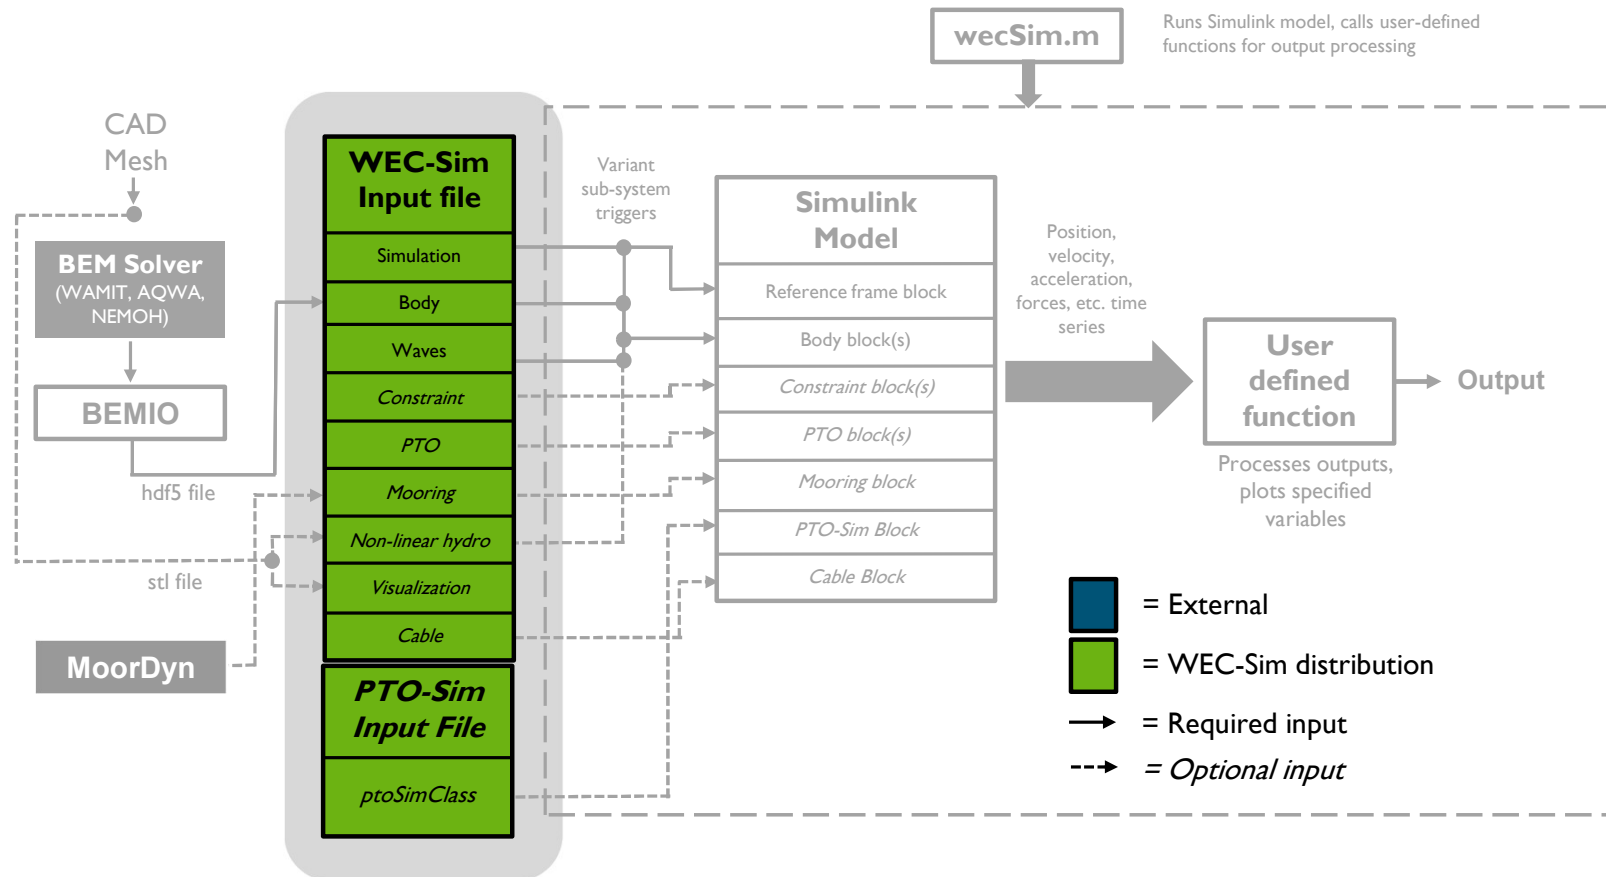 wecSim.m
Runs Simulink model, calls user-defined
functions for output processing
CAD
Mesh
BEM Solver
(WAMIT, AQWA,
NEMOH)
BEMIO
hdf5 file
stl file
MoorDyn
WEC-Sim
Input file
Simulation
Body
Waves
Constraint
PTO
Mooring
Non-linear hydro
Visualization
Cable
PTO-Sim
Input File
ptoSimClass
Variant
sub-system
triggers
Simulink
Model
Reference frame block
Body block(s)
Constraint block(s)
PTO block(s)
Mooring block
PTO-Sim Block
Cable Block
Position,
velocity,
acceleration,
forces, etc. time
series
User
defined
function
Processes outputs,
plots specified
variables
Output
= External
= WEC-Sim distribution
= Required input
= Optional input